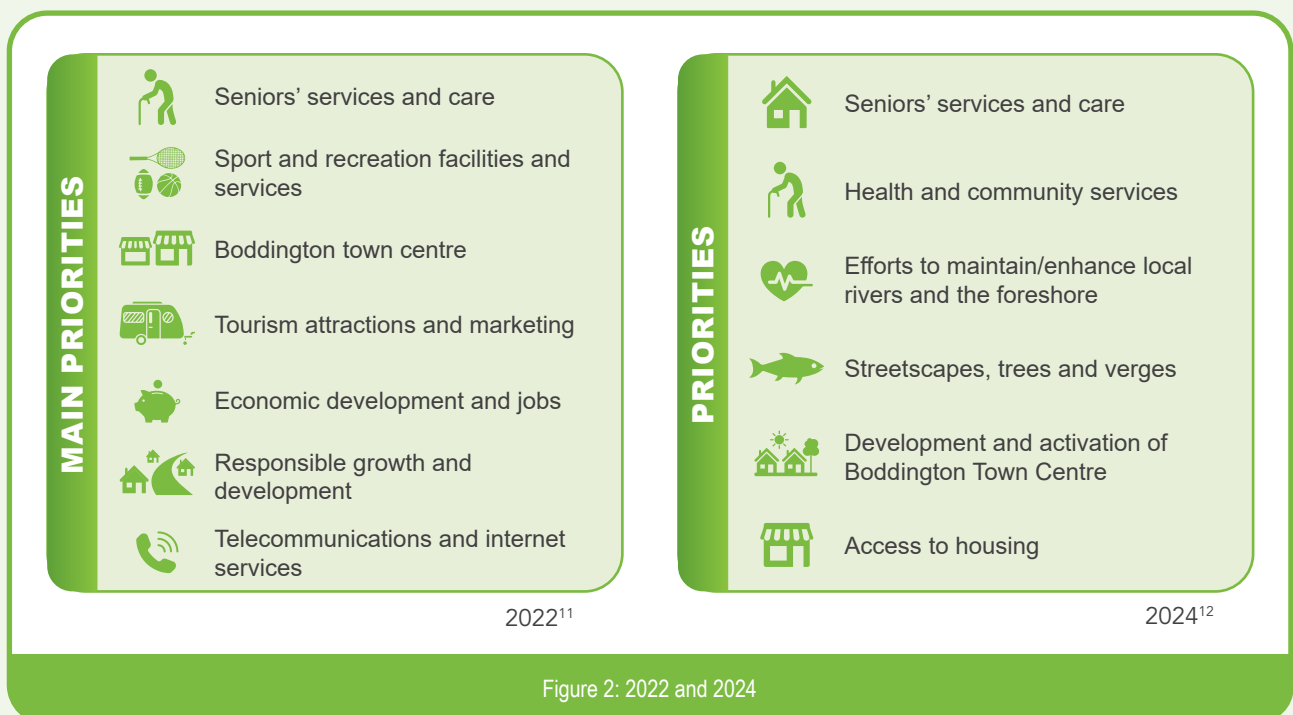 MAIN PRIORITIES
Seniors’ services and care
Sport and recreation facilities and
services
Boddington town centre
Tourism attractions and marketing
Economic development and jobs
Responsible growth and
development
Telecommunications and internet
services
2022¹¹
PRIORITIES
Seniors’ services and care
Health and community services
Efforts to maintain/enhance local
rivers and the foreshore
Streetscapes, trees and verges
Development and activation of
Boddington Town Centre
Access to housing
2024¹²
Figure 2: 2022 and 2024